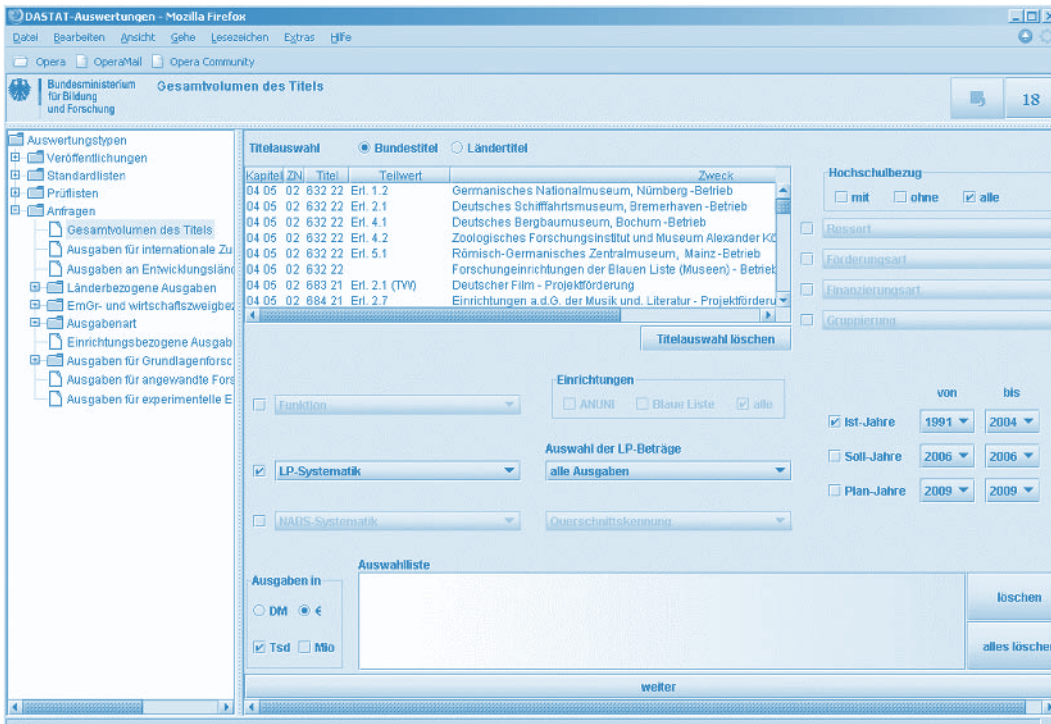 DASTAT-Auswertungen - Mozilla Firefox
Datei Bearbeiten Ansicht Gehe Lesezeichen Extras Hilfe
Opera OperaMail Opera Community
Bundesministerium
für Bildung
und Forschung
Gesamtvolumen des Titels
18
Auswertungstypen
Veröffentlichungen
Standardlisten
Prüflisten
Anfragen
Gesamtvolumen des Titels
Ausgaben für internationale Zu
Ausgaben an Entwicklungsländ
Länderbezogene Ausgaben
EmGr- und wirtschaftszweigbez
Ausgabenart
Einrichtungsbezogene Ausgab
Ausgaben für Grundlagenforsc
Ausgaben für angewandte Fors
Ausgaben für experimentelle E
Titelauswahl Bundestitel Ländertitel
Kapitel ZN Titel Teilwert Zweck
04 05 02 632 22 Erl. 1.2 Germanisches Nationalmuseum, Nürnberg -Betrieb
04 05 02 632 22 Erl. 2.1 Deutsches Schifffahrtsmuseum, Bremerhaven -Betrieb
04 05 02 632 22 Erl. 4.1 Deutsches Bergbaumuseum, Bochum -Betrieb
04 05 02 632 22 Erl. 4.2 Zoologisches Forschungsinstitut und Museum Alexander Kö
04 05 02 632 22 Erl. 5.1 Römisch-Germanisches Zentralmuseum, Mainz -Betrieb
04 05 02 632 22 Forschungeinrichtungen der Blauen Liste (Museen) - Betrieb
04 05 02 683 21 Erl. 2.1 (TW) Deutscher Film - Projektförderung
04 05 02 684 21 Erl. 2.7 Einrichtungen a.d.G. der Musik und. Literatur - Projektförderu
Titelauswahl löschen
Hochschulbezug
mit ohne alle
Ressort
Förderungsart
Finanzierungsart
Gruppierung
Einrichtungen
Funktion ANUNI Blaue Liste alle
Auswahl der LP-Beträge
LP-Systematik alle Ausgaben
NABS-Systematik Querschnittskennung
von bis
Ist-Jahre 1991 2004
Soll-Jahre 2006 2006
Plan-Jahre 2009 2009
Ausgaben in
DM €
Tsd Mio
Auswahlliste
löschen
alles löschen
weiter